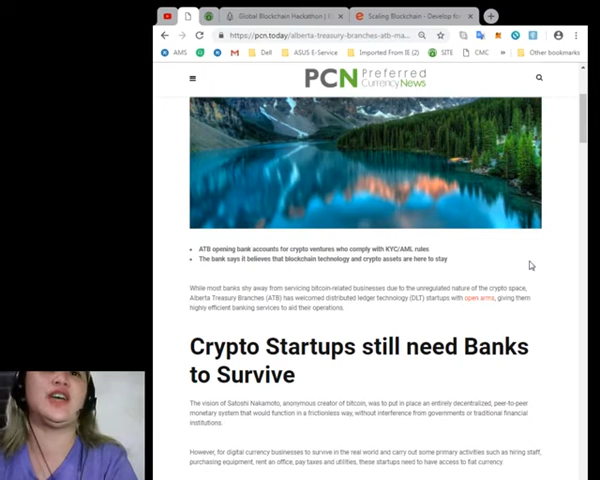 Global Blockchain Hackathon |
Scaling Blockchain - Develop for
https://pcn.today/alberta-treasury-branches-atb-ma...
AMS
Dell
ASUS E-Service
Imported From IE (2)
SITE
CMC
»
Other bookmarks
PCN Preferred
CurrencyNews
• ATB opening bank accounts for crypto ventures who comply with KYC/AML rules
• The bank says it believes that blockchain technology and crypto assets are here to stay
While most banks shy away from servicing bitcoin-related businesses due to the unregulated nature of the crypto space,
Alberta Treasury Branches (ATB) has welcomed distributed ledger technology (DLT) startups with open arms, giving them
highly efficient banking services to aid their operations.
Crypto Startups still need Banks
to Survive
The vision of Satoshi Nakamoto, anonymous creator of bitcoin, was to put in place an entirely decentralized, peer-to-peer
monetary system that would function in a frictionless way, without interference from governments or traditional financial
institutions.
However, for digital currency businesses to survive in the real world and carry out some primary activities such as hiring staff,
purchasing equipment, rent an office, pay taxes and utilities, these startups need to have access to fiat currency.